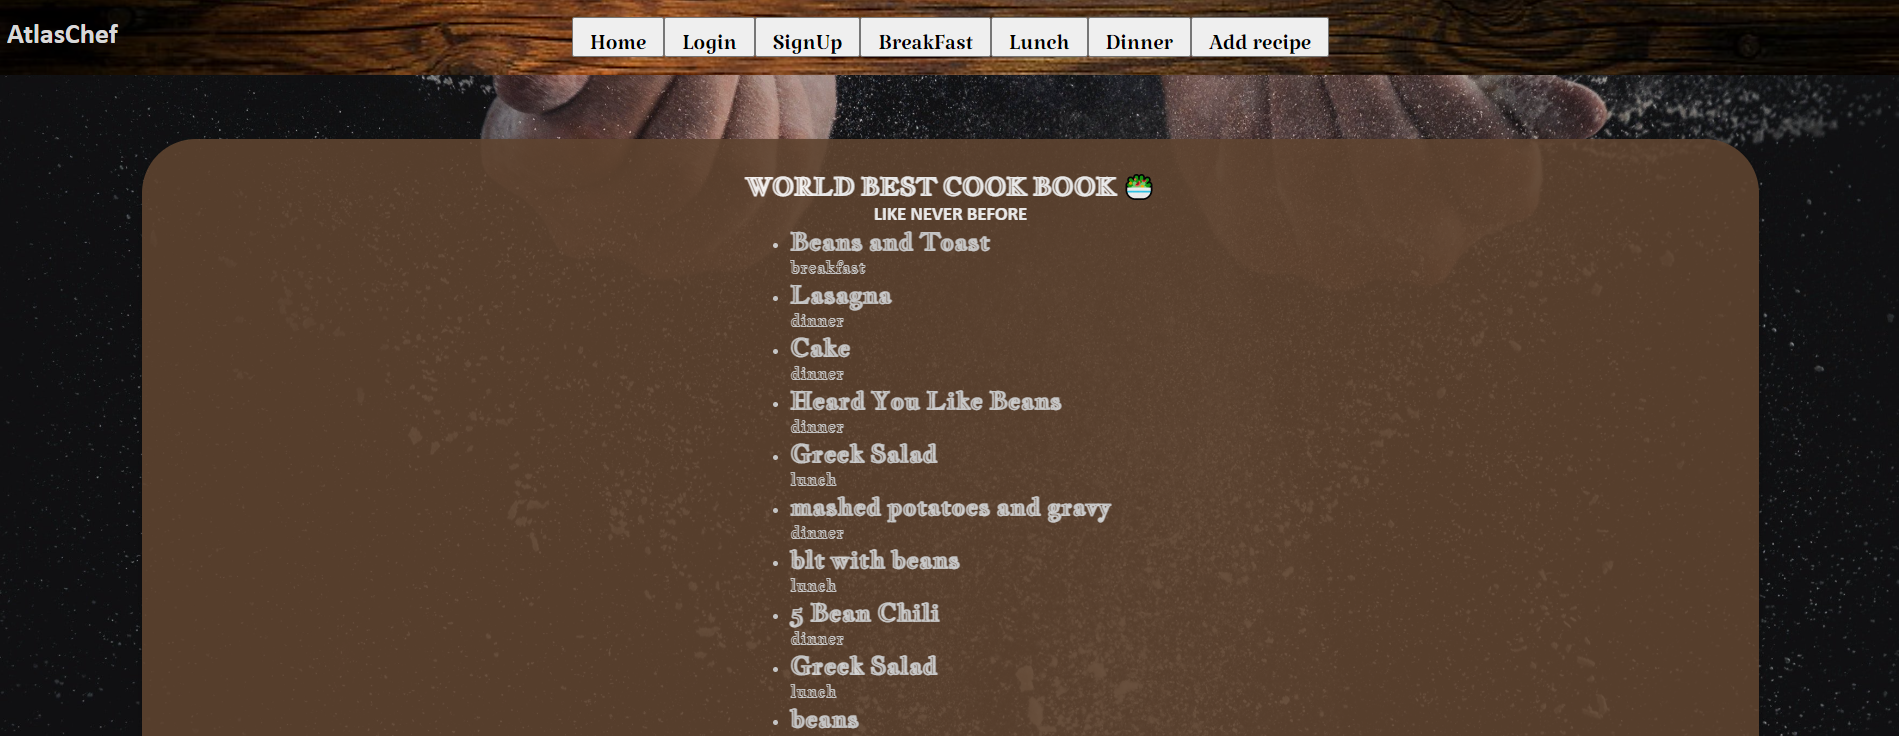 AtlasChef
Home Login SignUp BreakFast Lunch Dinner Add recipe
WORLD BEST COOK BOOK 🥗
LIKE NEVER BEFORE
• Beans and Toast
breakfast
• Lasagna
dinner
• Cake
dinner
• Heard You Like Beans
dinner
• Greek Salad
lunch
• mashed potatoes and gravy
dinner
• blt with beans
lunch
• 5 Bean Chili
dinner
• Greek Salad
lunch
• beans